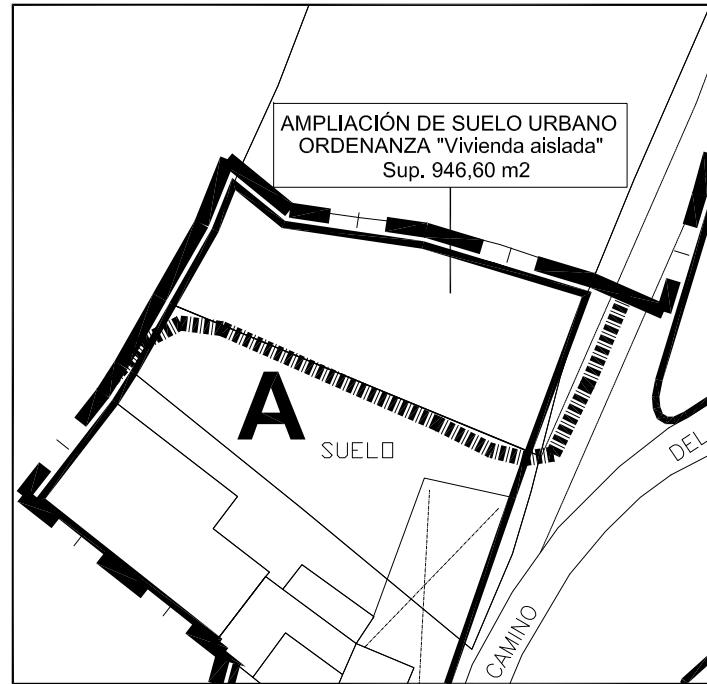 AMPLIACIÓN DE SUELO URBANO
ORDENANZA "Vivienda aislada"
Sup. 946,60 m2
A
SUELO
DEL
CAMINO